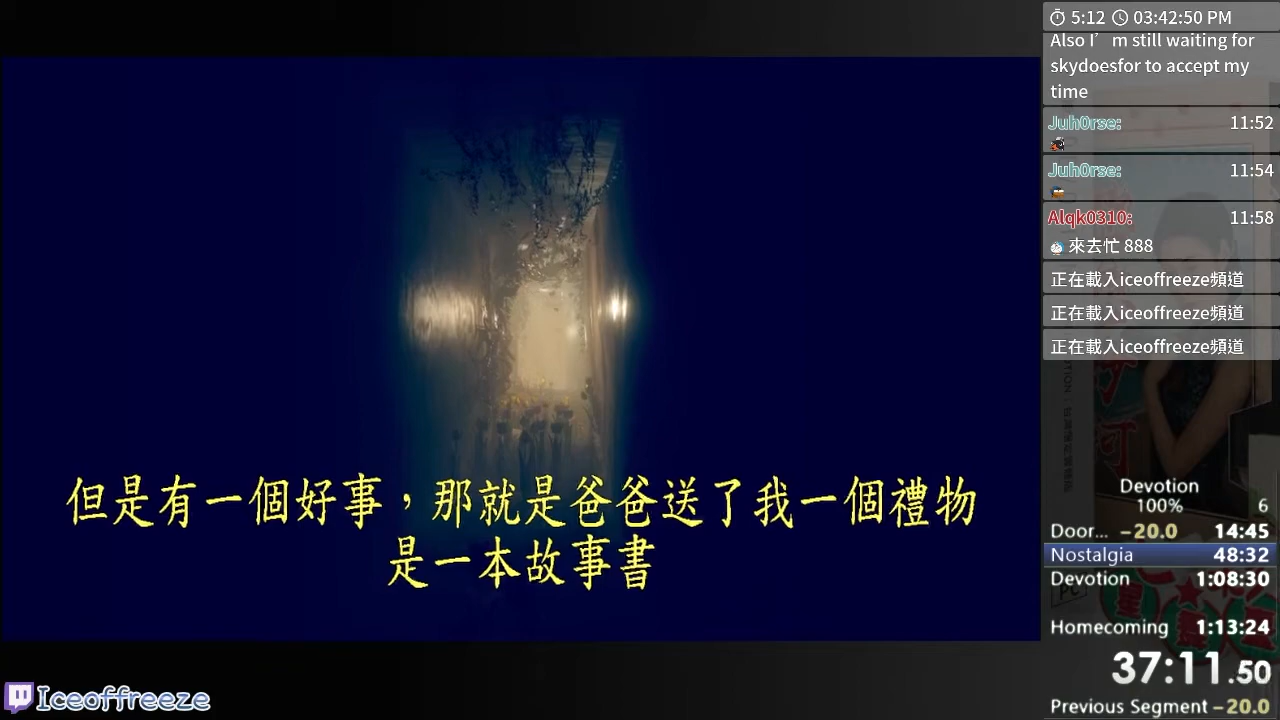 5:12 03:42:50 PM
Also I’m still waiting for
skydoesfor to accept my
time
Juh0rse: 11:52
Juh0rse: 11:54
Alqk0310: 11:58
來去忙 888
正在載入iceoffreeze頻道
正在載入iceoffreeze頻道
正在載入iceoffreeze頻道
但是有一個好事，那就是爸爸送了我一個禮物
是一本故事書
Devotion
100% 6
Door... −20.0 14:45
Nostalgia 48:32
Devotion 1:08:30
Homecoming 1:13:24
37:11.50
Previous Segment −20.0
Iceoffreeze